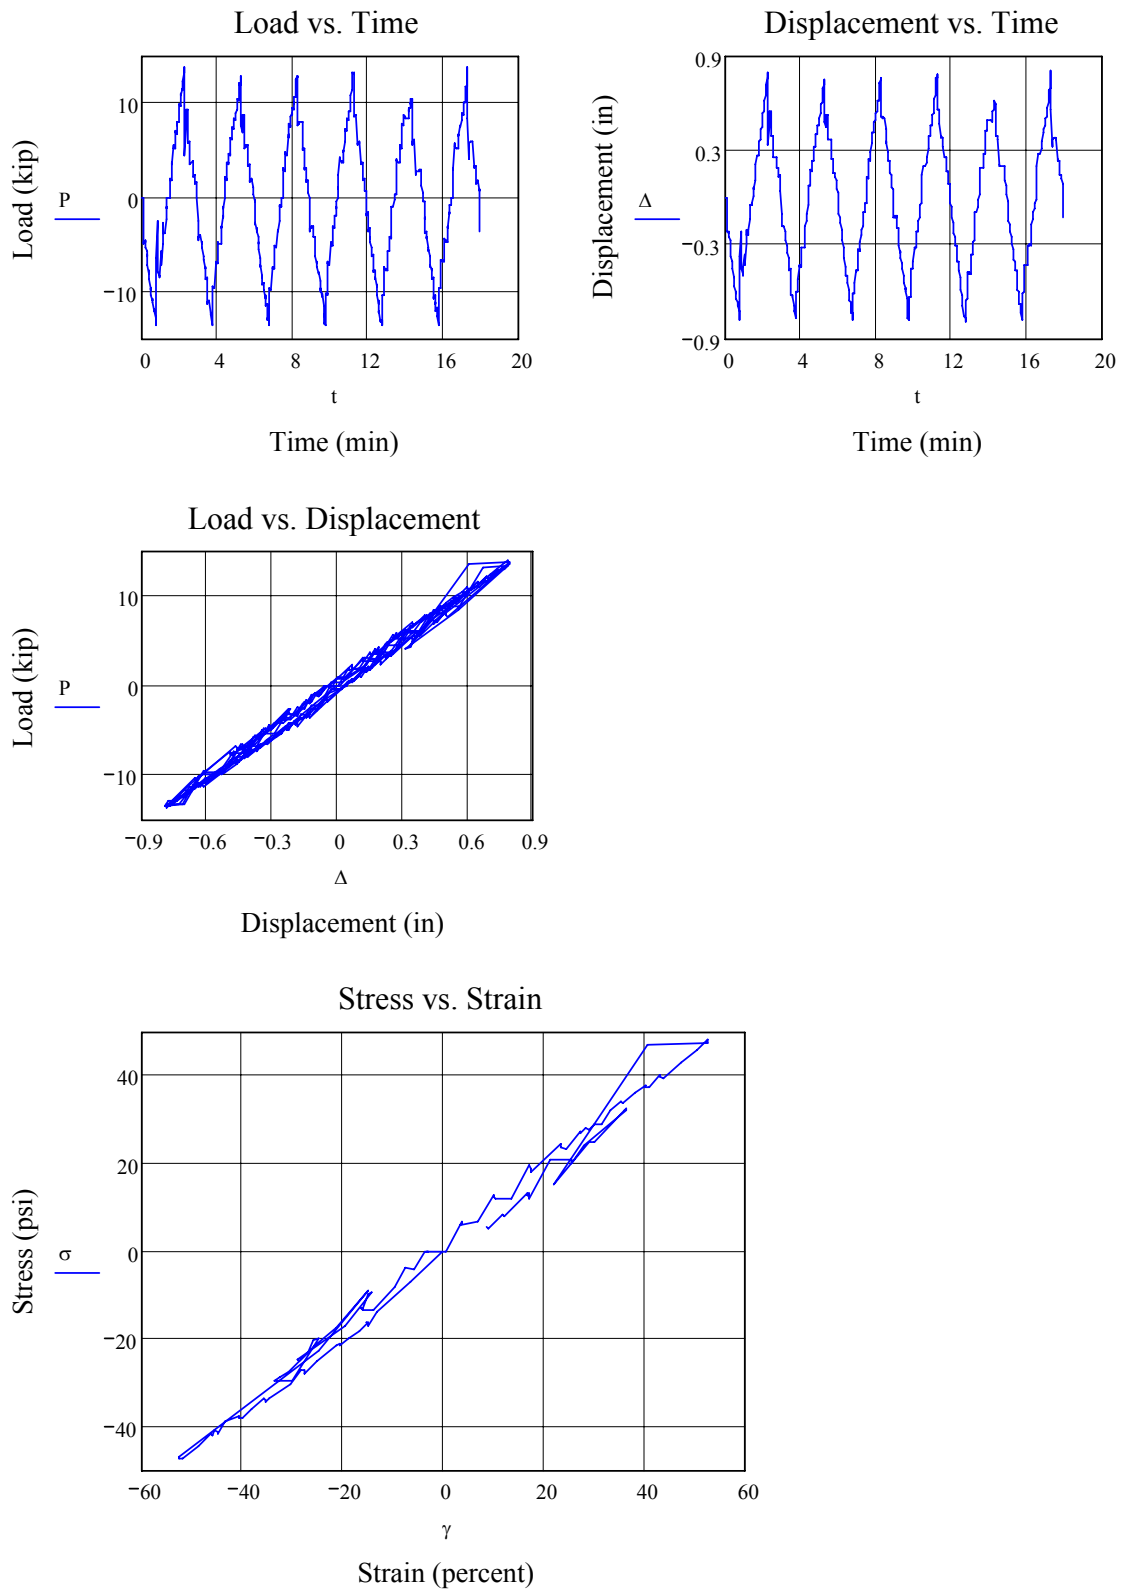 Load vs. Time
Load (kip)
P
10
0
−10
0 4 8 12 16 20
t
Time (min)
Displacement vs. Time
Displacement (in)
Δ
0.9
0.3
−0.3
−0.9
0 4 8 12 16 20
t
Time (min)
Load vs. Displacement
Load (kip)
P
10
0
−10
−0.9 −0.6 −0.3 0 0.3 0.6 0.9
Δ
Displacement (in)
Stress vs. Strain
Stress (psi)
σ
40
20
0
−20
−40
−60 −40 −20 0 20 40 60
γ
Strain (percent)